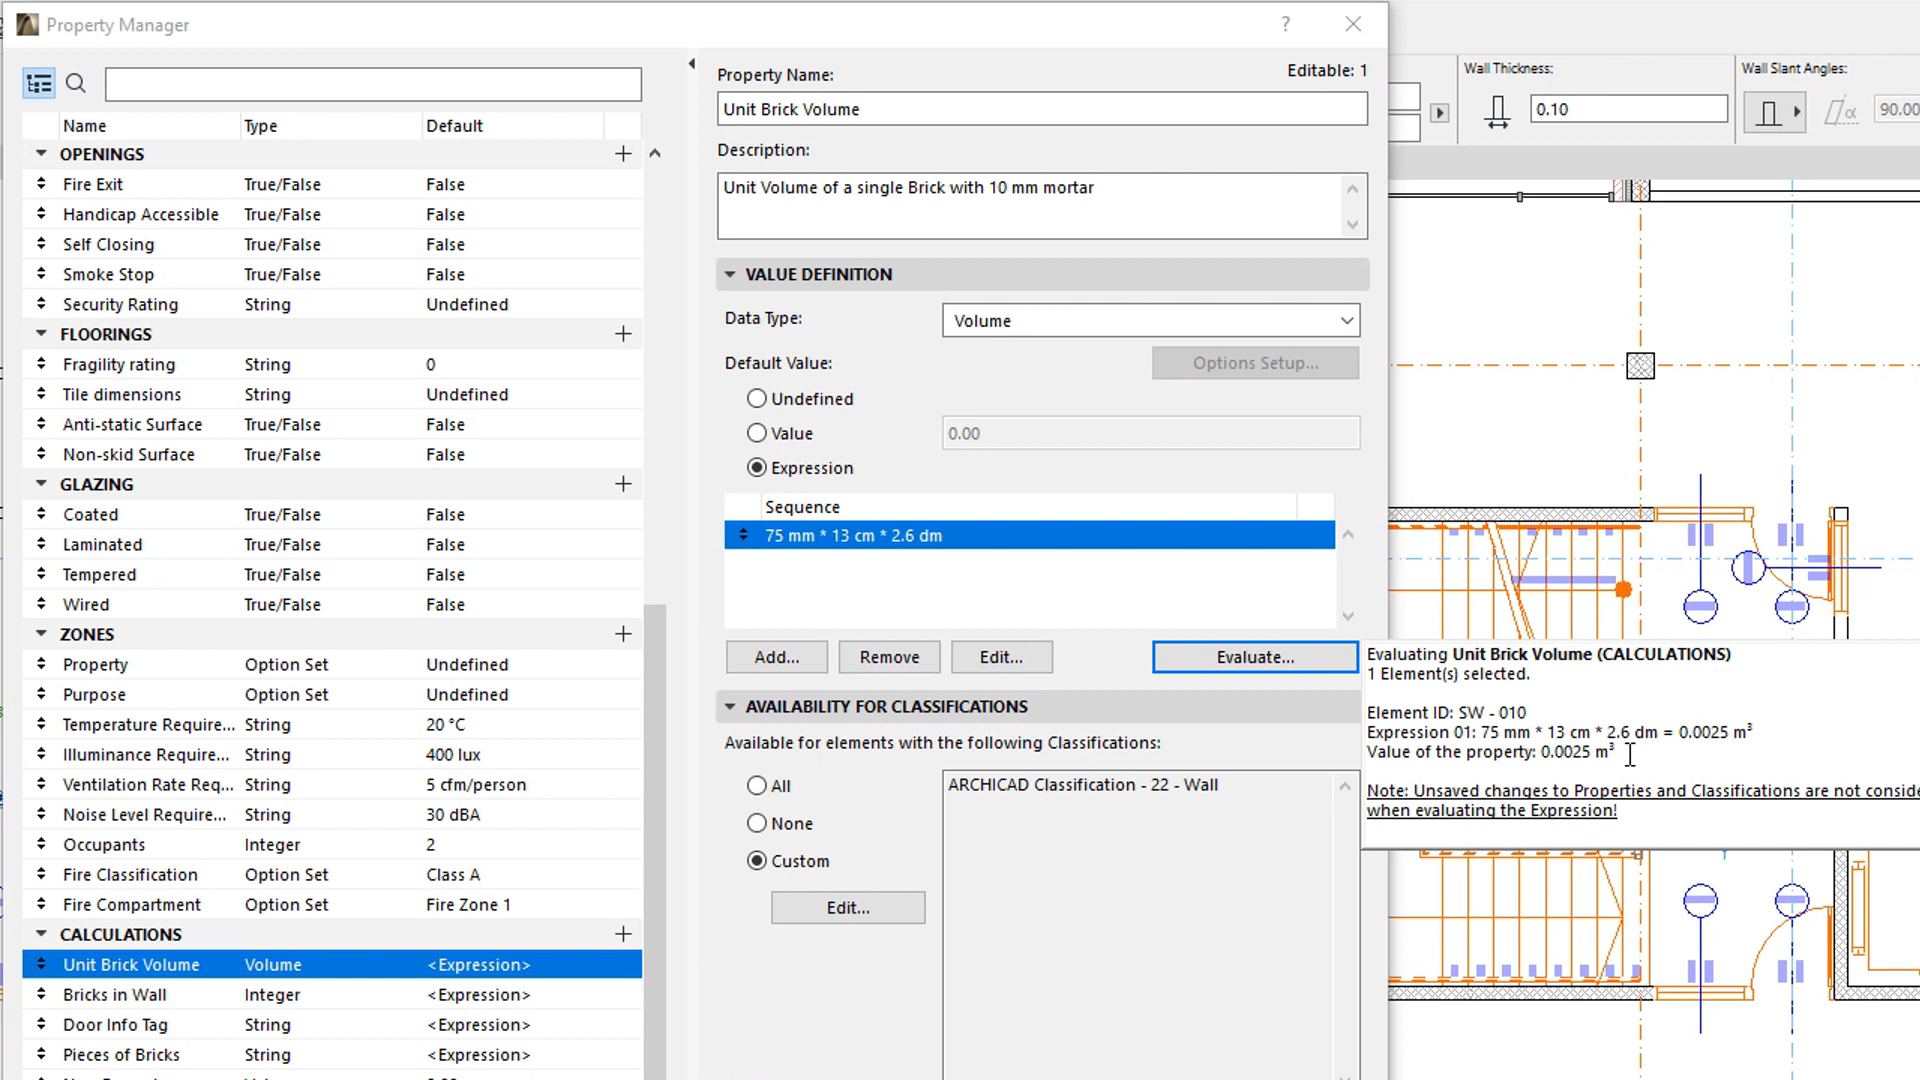 Property Manager
?
Name Type Default
OPENINGS
Fire Exit True/False False
Handicap Accessible True/False False
Self Closing True/False False
Smoke Stop True/False False
Security Rating String Undefined
FLOORINGS
Fragility rating String 0
Tile dimensions String Undefined
Anti-static Surface True/False False
Non-skid Surface True/False False
GLAZING
Coated True/False False
Laminated True/False False
Tempered True/False False
Wired True/False False
ZONES
Property Option Set Undefined
Purpose Option Set Undefined
Temperature Require... String 20 °C
Illuminance Require... String 400 lux
Ventilation Rate Req... String 5 cfm/person
Noise Level Require... String 30 dBA
Occupants Integer 2
Fire Classification Option Set Class A
Fire Compartment Option Set Fire Zone 1
CALCULATIONS
Unit Brick Volume Volume <Expression>
Bricks in Wall Integer <Expression>
Door Info Tag String <Expression>
Pieces of Bricks String <Expression>
Property Name: Editable: 1
Unit Brick Volume
Description:
Unit Volume of a single Brick with 10 mm mortar
VALUE DEFINITION
Data Type: Volume
Default Value: Options Setup...
Undefined
Value 0.00
Expression
Sequence
75 mm * 13 cm * 2.6 dm
Add... Remove Edit... Evaluate...
AVAILABILITY FOR CLASSIFICATIONS
Available for elements with the following Classifications:
All
None
Custom
Edit...
ARCHICAD Classification - 22 - Wall
Wall Thickness: Wall Slant Angles:
0.10 α 90.00
Evaluating Unit Brick Volume (CALCULATIONS)
1 Element(s) selected.
Element ID: SW - 010
Expression 01: 75 mm * 13 cm * 2.6 dm = 0.0025 m³
Value of the property: 0.0025 m³
Note: Unsaved changes to Properties and Classifications are not conside
when evaluating the Expression!